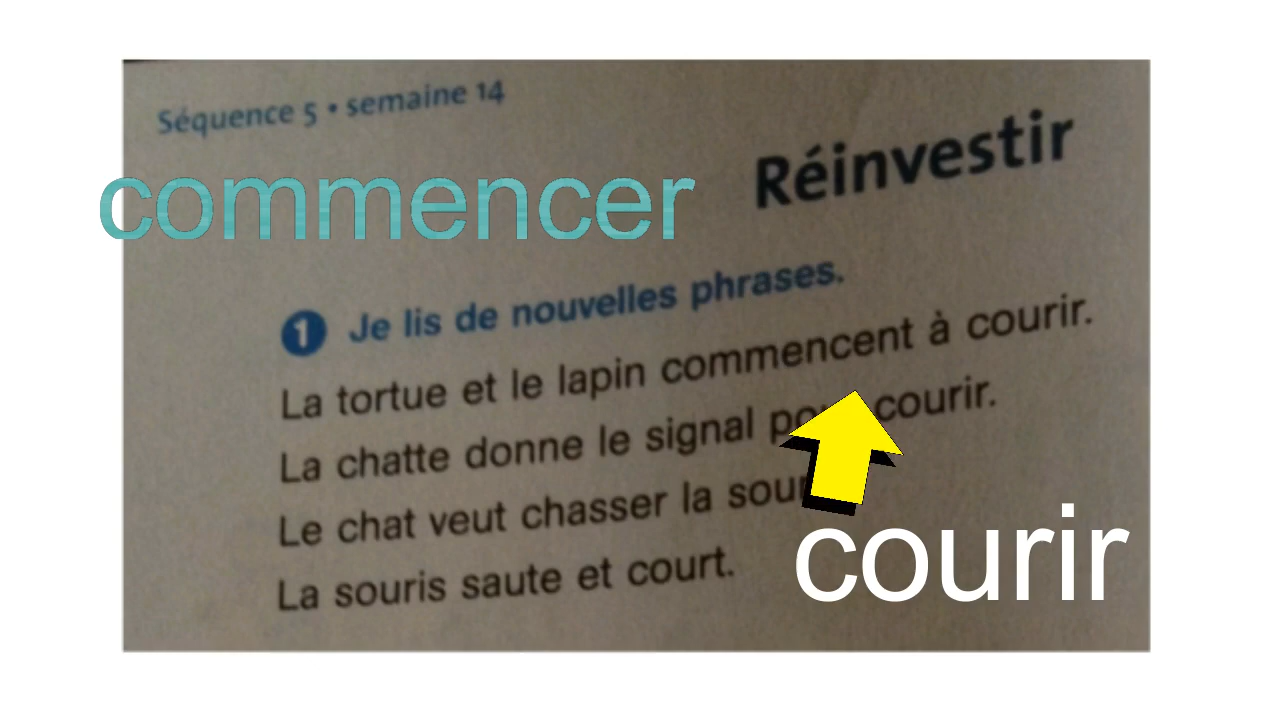 Séquence 5 • semaine 14
Réinvestir
commencer
1 Je lis de nouvelles phrases.
La tortue et le lapin commencent à courir.
La chatte donne le signal courir.
Le chat veut chasser la
La souris saute et court.
courir